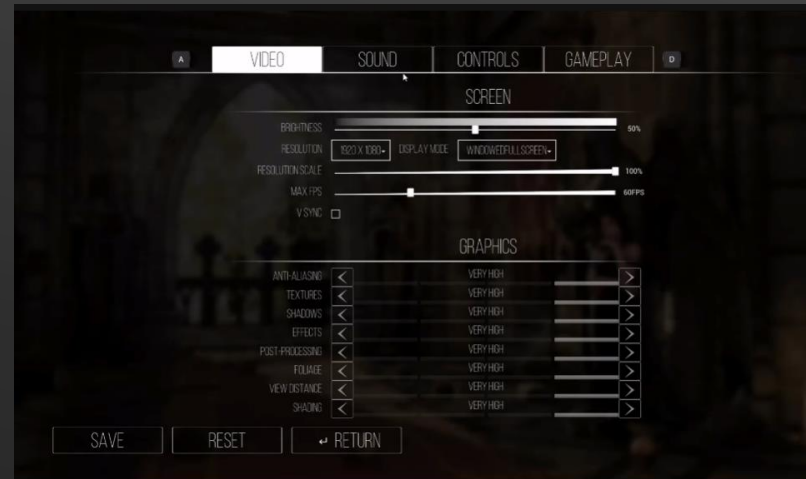 A VIDEO SOUND CONTROLS GAMEPLAY D
SCREEN
BRIGHTNESS 50%
RESOLUTION 1920 X 1080 DISPLAY MODE WINDOWEDFULLSCREEN
RESOLUTION SCALE 100%
MAX FPS 60FPS
V SYNC
GRAPHICS
ANTI-ALIASING < VERY HIGH >
TEXTURES < VERY HIGH >
SHADOWS < VERY HIGH >
EFFECTS < VERY HIGH >
POST-PROCESSING < VERY HIGH >
FOLIAGE < VERY HIGH >
VIEW DISTANCE < VERY HIGH >
SHADING < VERY HIGH >
SAVE RESET ↵ RETURN